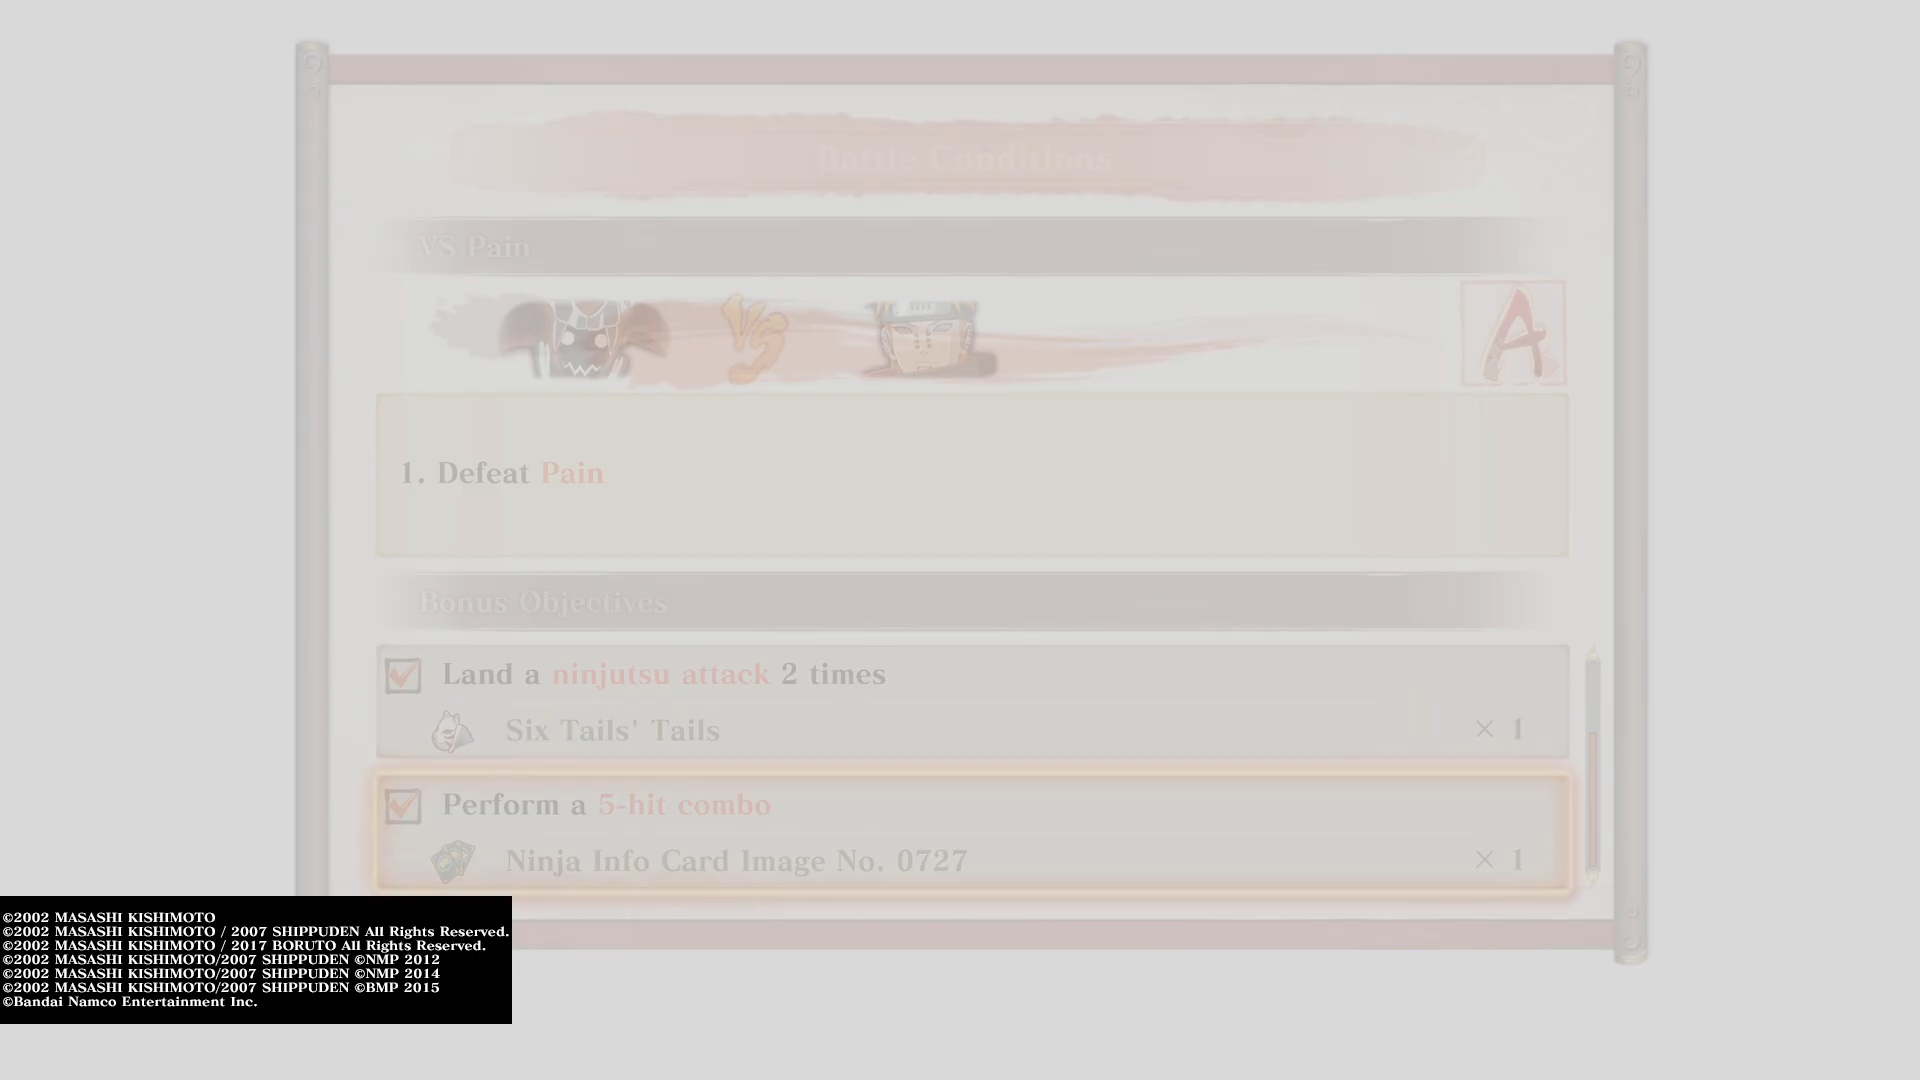 Battle Conditions
VS Pain
VS
A
1. Defeat Pain
Bonus Objectives
Land a ninjutsu attack 2 times
Six Tails' Tails × 1
Perform a 5-hit combo
Ninja Info Card Image No. 0727 × 1
©2002 MASASHI KISHIMOTO
©2002 MASASHI KISHIMOTO / 2007 SHIPPUDEN All Rights Reserved.
©2002 MASASHI KISHIMOTO / 2017 BORUTO All Rights Reserved.
©2002 MASASHI KISHIMOTO/2007 SHIPPUDEN ©NMP 2012
©2002 MASASHI KISHIMOTO/2007 SHIPPUDEN ©NMP 2014
©2002 MASASHI KISHIMOTO/2007 SHIPPUDEN ©BMP 2015
©Bandai Namco Entertainment Inc.